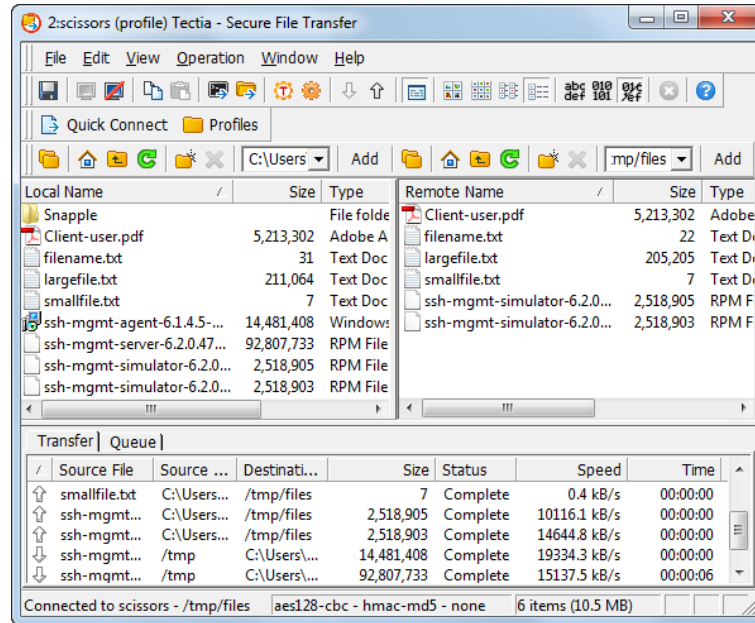 2:scissors (profile) Tectia - Secure File Transfer
File Edit View Operation Window Help
abc def 010 101
Quick Connect Profiles
C:\Users Add :mp/files Add
Local Name Size Type Remote Name Size Type
Snapple File folde Client-user.pdf 5,213,302 Adobe
Client-user.pdf 5,213,302 Adobe A filename.txt 22 Text Do
filename.txt 31 Text Doc largefile.txt 205,205 Text Do
largefile.txt 211,064 Text Doc smallfile.txt 7 Text Do
smallfile.txt 7 Text Doc ssh-mgmt-simulator-6.2.0... 2,518,905 RPM F
ssh-mgmt-agent-6.1.4.5-... 14,481,408 Windows ssh-mgmt-simulator-6.2.0... 2,518,903 RPM F
ssh-mgmt-server-6.2.0.47... 92,807,733 RPM File
ssh-mgmt-simulator-6.2.0... 2,518,905 RPM File
ssh-mgmt-simulator-6.2.0... 2,518,903 RPM File
Transfer Queue
Source File Source ... Destinati... Size Status Speed Time
smallfile.txt C:\Users... /tmp/files 7 Complete 0.4 kB/s 00:00:00
ssh-mgmt... C:\Users... /tmp/files 2,518,905 Complete 10116.1 kB/s 00:00:00
ssh-mgmt... C:\Users... /tmp/files 2,518,903 Complete 14644.8 kB/s 00:00:00
ssh-mgmt... /tmp C:\Users\... 14,481,408 Complete 19334.3 kB/s 00:00:00
ssh-mgmt... /tmp C:\Users\... 92,807,733 Complete 15137.5 kB/s 00:00:06
Connected to scissors - /tmp/files aes128-cbc - hmac-md5 - none 6 items (10.5 MB)